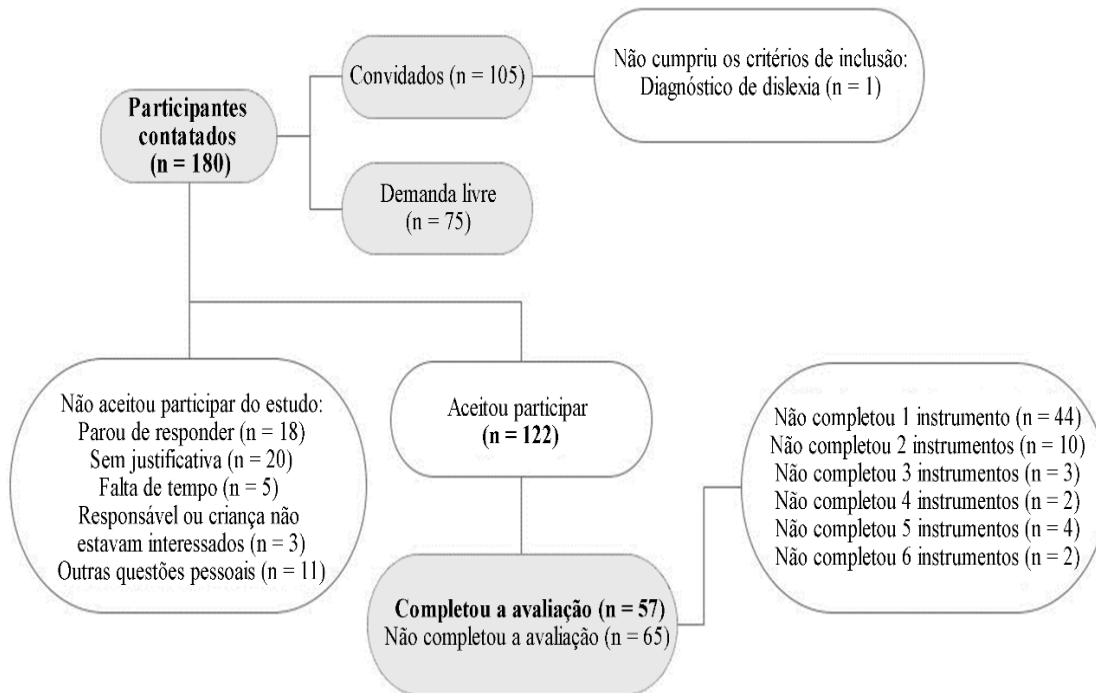 Participantes
contatados
(n = 180)
Convidados (n = 105)
Não cumpriu os critérios de inclusão:
Diagnóstico de dislexia (n = 1)
Demanda livre
(n = 75)
Não aceitou participar do estudo:
Parou de responder (n = 18)
Sem justificativa (n = 20)
Falta de tempo (n = 5)
Responsável ou criança não
estavam interessados (n = 3)
Outras questões pessoais (n = 11)
Aceitou participar
(n = 122)
Completou a avaliação (n = 57)
Não completou a avaliação (n = 65)
Não completou 1 instrumento (n = 44)
Não completou 2 instrumentos (n = 10)
Não completou 3 instrumentos (n = 3)
Não completou 4 instrumentos (n = 2)
Não completou 5 instrumentos (n = 4)
Não completou 6 instrumentos (n = 2)